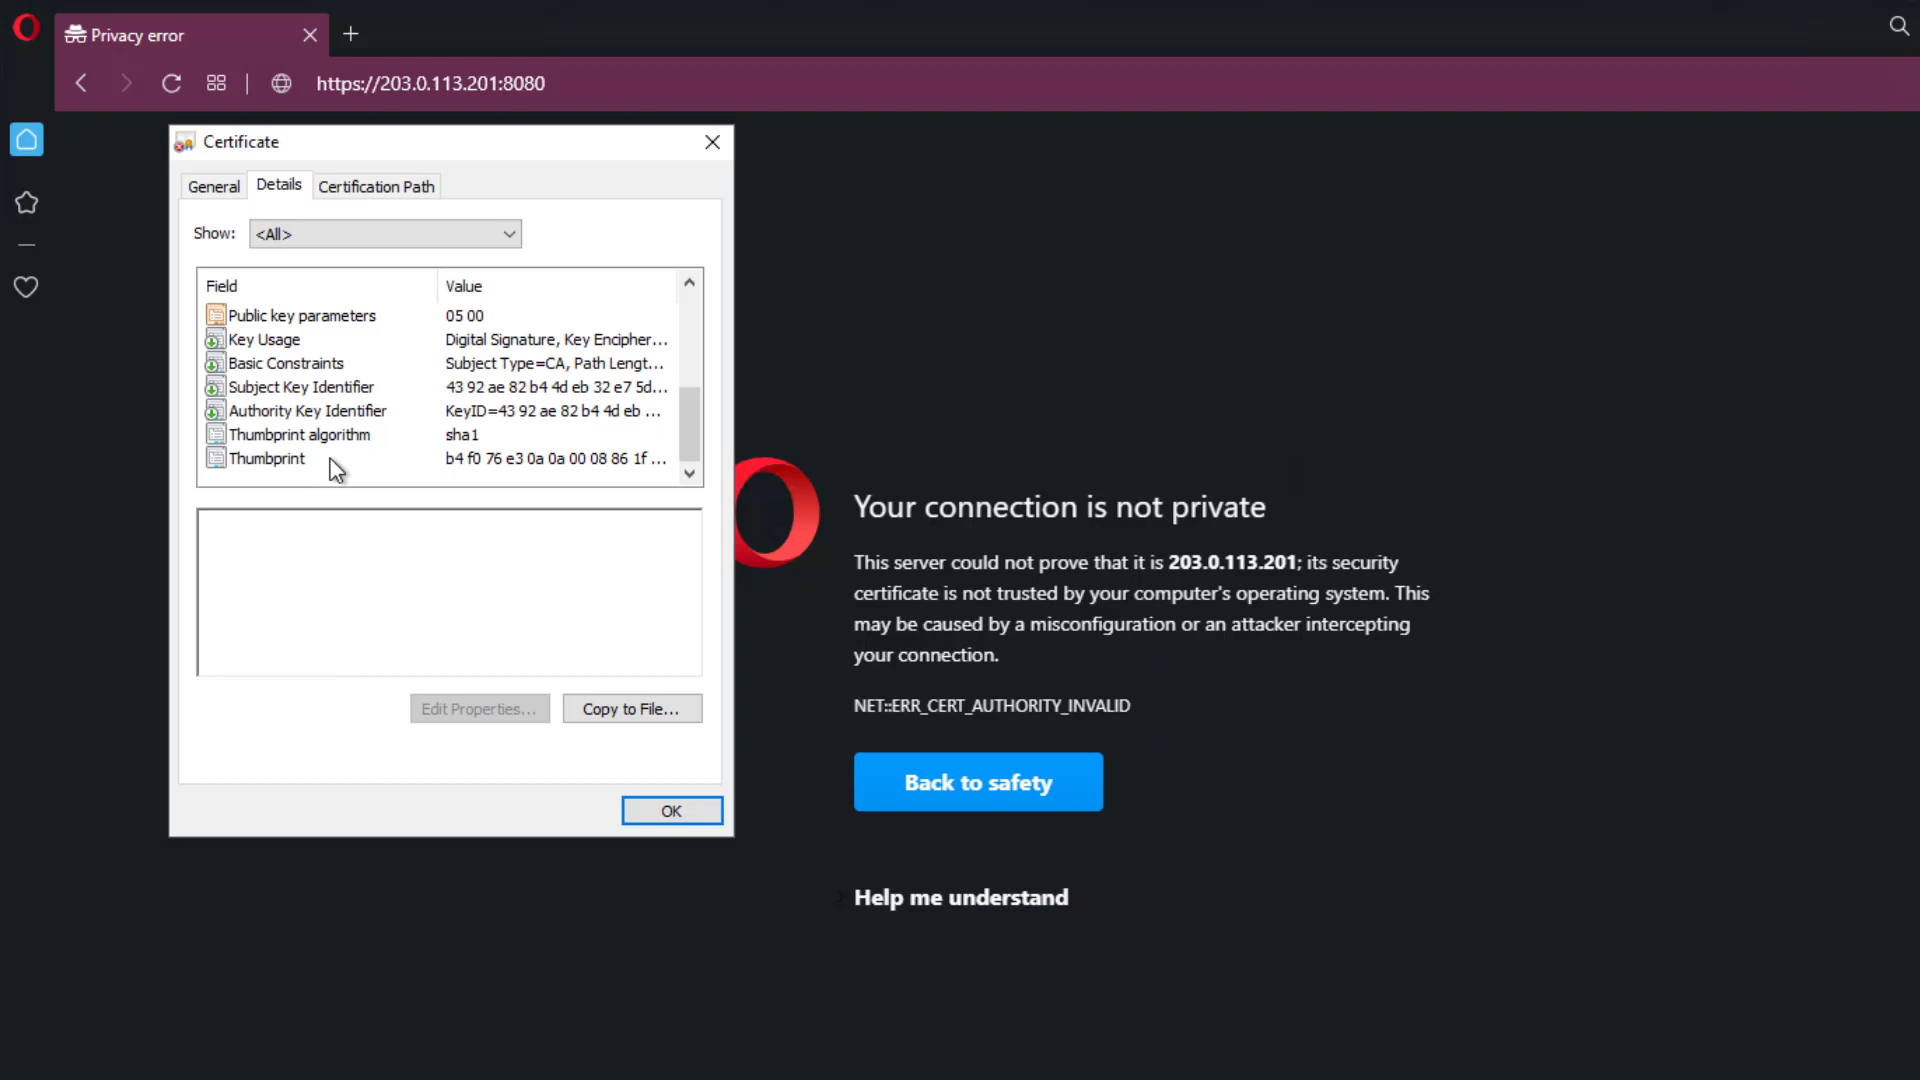 Privacy error
https://203.0.113.201:8080
Certificate
General Details Certification Path
Show: <All>
Field Value
Public key parameters 05 00
Key Usage Digital Signature, Key Encipher...
Basic Constraints Subject Type=CA, Path Lengt...
Subject Key Identifier 43 92 ae 82 b4 4d eb 32 e7 5d...
Authority Key Identifier KeyID=43 92 ae 82 b4 4d eb ...
Thumbprint algorithm sha1
Thumbprint b4 f0 76 e3 0a 0a 00 08 86 1f ...
Edit Properties... Copy to File...
OK
Your connection is not private
This server could not prove that it is 203.0.113.201; its security
certificate is not trusted by your computer's operating system. This
may be caused by a misconfiguration or an attacker intercepting
your connection.
NET::ERR_CERT_AUTHORITY_INVALID
Back to safety
Help me understand